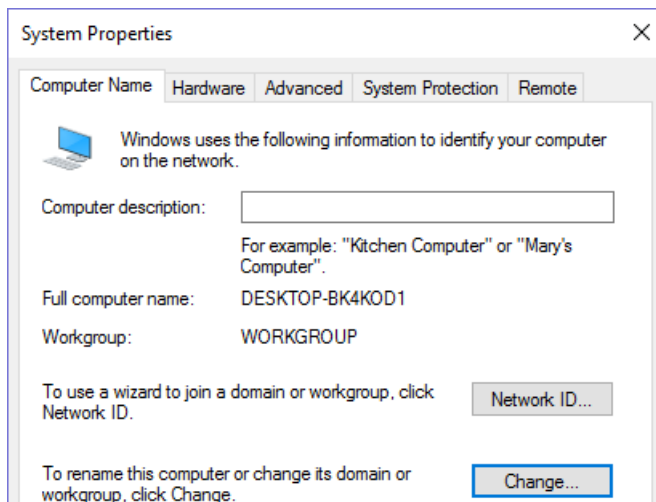 System Properties
Computer Name Hardware Advanced System Protection Remote
Windows uses the following information to identify your computer
on the network.
Computer description:
For example: "Kitchen Computer" or "Mary's
Computer".
Full computer name: DESKTOP-BK4KOD1
Workgroup: WORKGROUP
To use a wizard to join a domain or workgroup, click
Network ID.
Network ID...
To rename this computer or change its domain or
workgroup, click Change.
Change...